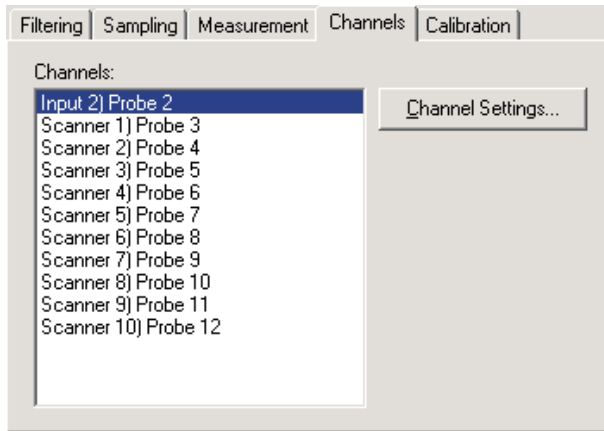 Filtering Sampling Measurement Channels Calibration
Channels:
Input 2) Probe 2
Channel Settings...
Scanner 1) Probe 3
Scanner 2) Probe 4
Scanner 3) Probe 5
Scanner 4) Probe 6
Scanner 5) Probe 7
Scanner 6) Probe 8
Scanner 7) Probe 9
Scanner 8) Probe 10
Scanner 9) Probe 11
Scanner 10) Probe 12